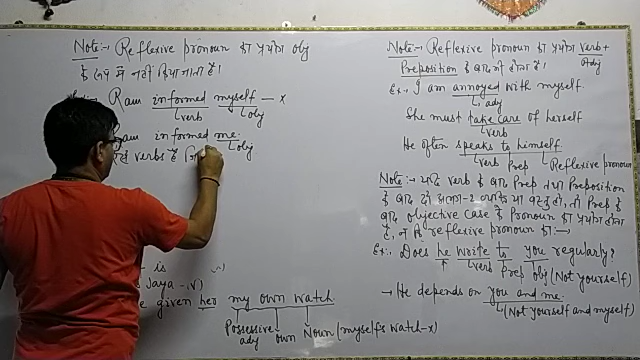 Note:- Reflexive pronoun का प्रयोग obj
के रूप में नहीं किया जाता है।
Ram informed myself — x
verb obj
informed me.
obj
verbs हैं
is
Jaya -
given her my own watch
Possessive adj own Noun (myselfs watch-x)
Note:- Reflexive pronoun का प्रयोग verb + Adj
Preposition के बाद भी होता है।
Ex:- I am annoyed with myself.
adj
She must take care of herself
verb
He often speaks to himself.
verb Prep Reflexive pronoun
Note:- यदि verb के बाद Prep तथा Preposition
के बाद दो अलग-2 व्यक्ति या वस्तु हो, तो Prep के
बाद objective case के Pronoun का प्रयोग होता
है, न कि reflexive pronoun का:→
Ex:- Does he write to you regularly?
verb Prep obj (Not yourself)
→ He depends on you and me.
(Not yourself and myself)